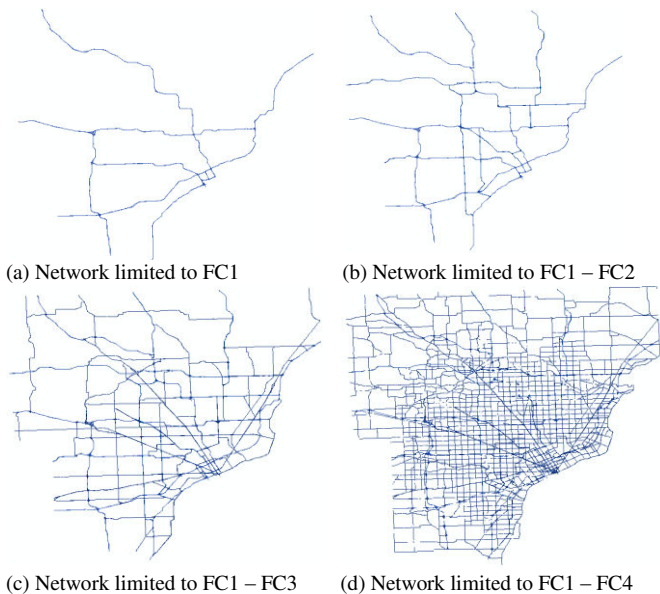 (a) Network limited to FC1
(b) Network limited to FC1 – FC2
(c) Network limited to FC1 – FC3
(d) Network limited to FC1 – FC4